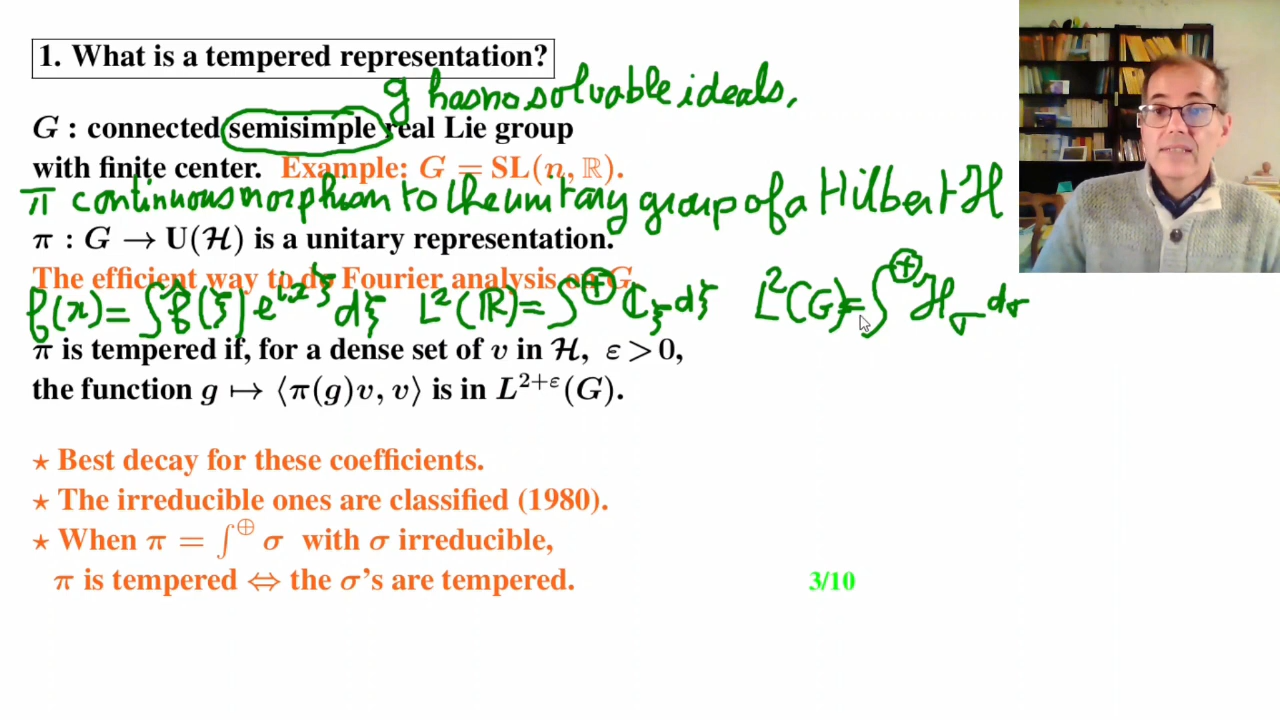 1. What is a tempered representation?
g has no solvable ideals.
G : connected semisimple real Lie group
with finite center. Example: G = SL(n, ℝ).
π continuous morphism to the unitary group of a Hilbert ℋ
π : G → U(ℋ) is a unitary representation.
The efficient way to do Fourier analysis on G.
f(x) = ∫ f̂(ξ) e^{ixξ} dξ L²(ℝ) = ∫^⊕ ℂ_ξ dξ L²(G) = ∫^⊕ ℋ_σ dσ
π is tempered if, for a dense set of v in ℋ, ε > 0,
the function g ↦ ⟨π(g)v, v⟩ is in L^{2+ε}(G).
⋆ Best decay for these coefficients.
⋆ The irreducible ones are classified (1980).
⋆ When π = ∫^⊕ σ with σ irreducible,
π is tempered ⇔ the σ's are tempered.
3/10